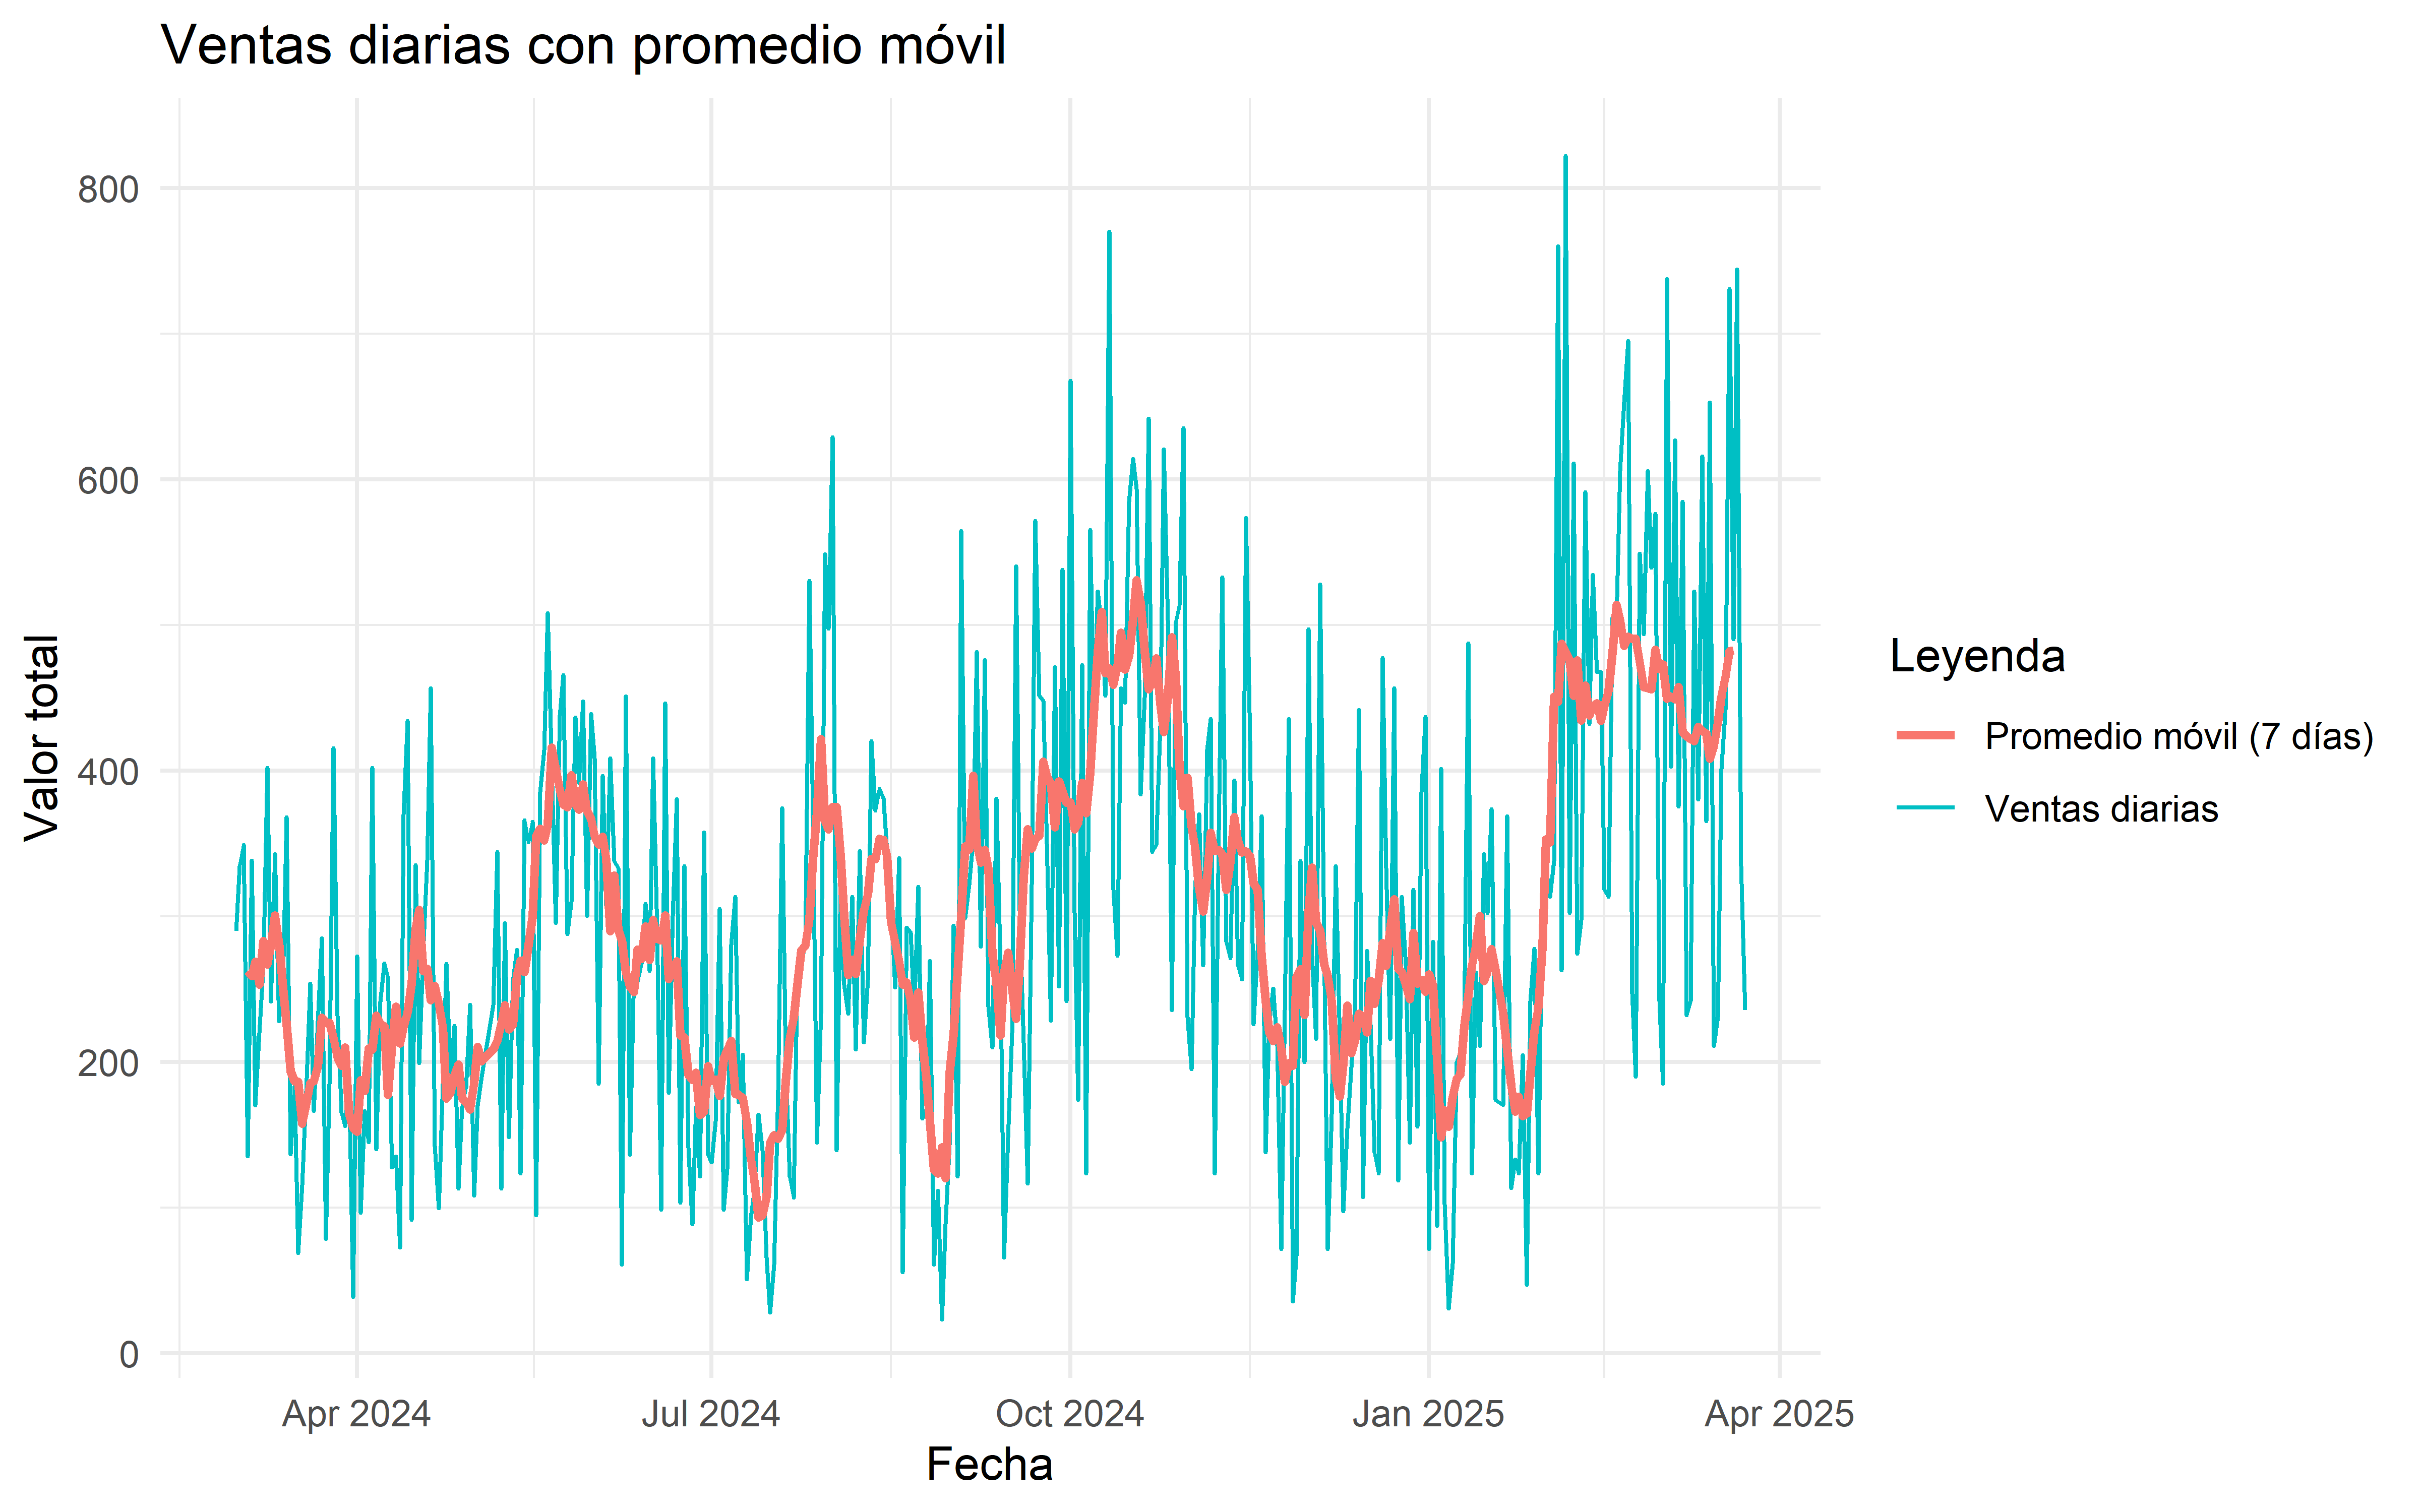 Ventas diarias con promedio móvil
800
600
400
200
0
Valor total
Apr 2024
Jul 2024
Oct 2024
Jan 2025
Apr 2025
Fecha
Leyenda
Promedio móvil (7 días)
Ventas diarias